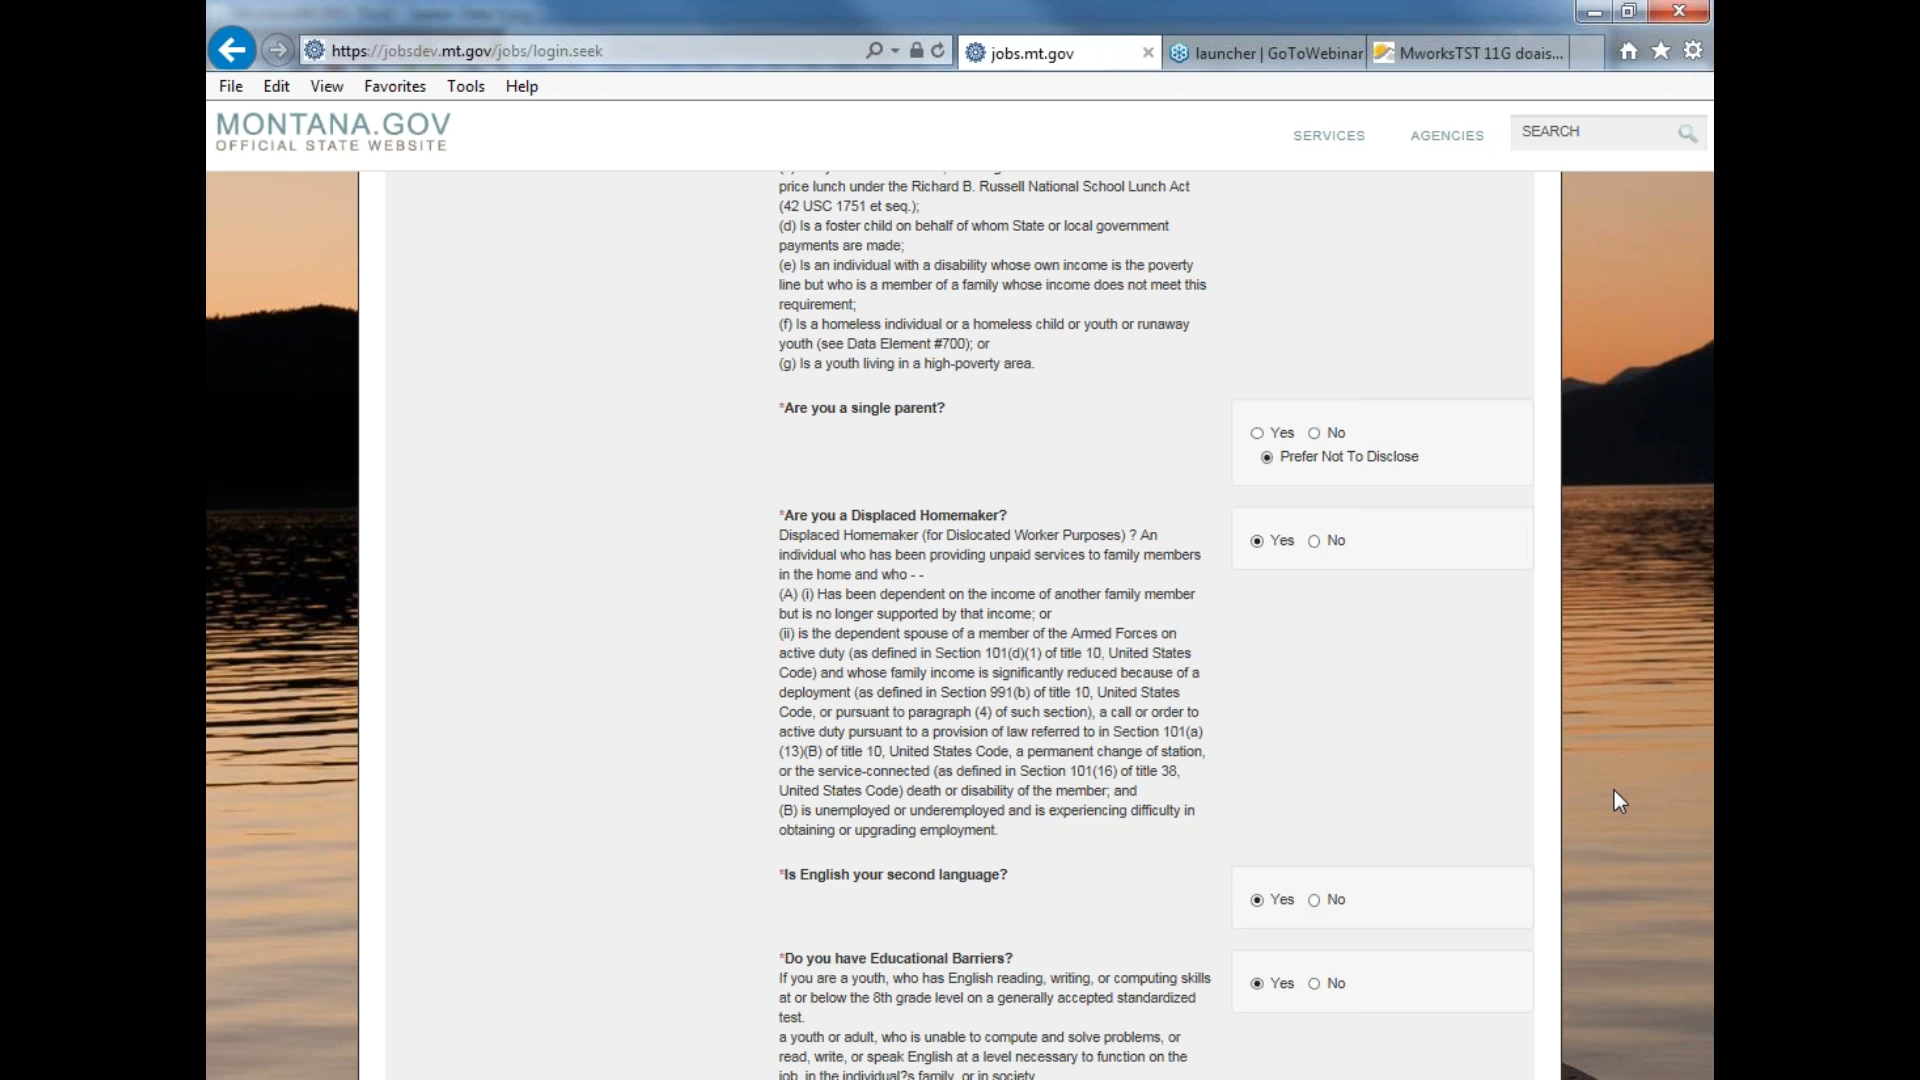 https://jobsdev.mt.gov/jobs/login.seek
jobs.mt.gov
launcher | GoToWebinar
MworksTST 11G doais...
File Edit View Favorites Tools Help
MONTANA.GOV
OFFICIAL STATE WEBSITE
SERVICES
AGENCIES
SEARCH
price lunch under the Richard B. Russell National School Lunch Act
(42 USC 1751 et seq.);
(d) Is a foster child on behalf of whom State or local government
payments are made;
(e) Is an individual with a disability whose own income is the poverty
line but who is a member of a family whose income does not meet this
requirement;
(f) Is a homeless individual or a homeless child or youth or runaway
youth (see Data Element #700); or
(g) Is a youth living in a high-poverty area.
*Are you a single parent?
Yes No
Prefer Not To Disclose
*Are you a Displaced Homemaker?
Yes No
Displaced Homemaker (for Dislocated Worker Purposes) ? An
individual who has been providing unpaid services to family members
in the home and who - -
(A) (i) Has been dependent on the income of another family member
but is no longer supported by that income; or
(ii) is the dependent spouse of a member of the Armed Forces on
active duty (as defined in Section 101(d)(1) of title 10, United States
Code) and whose family income is significantly reduced because of a
deployment (as defined in Section 991(b) of title 10, United States
Code, or pursuant to paragraph (4) of such section), a call or order to
active duty pursuant to a provision of law referred to in Section 101(a)
(13)(B) of title 10, United States Code, a permanent change of station,
or the service-connected (as defined in Section 101(16) of title 38,
United States Code) death or disability of the member; and
(B) is unemployed or underemployed and is experiencing difficulty in
obtaining or upgrading employment.
*Is English your second language?
Yes No
*Do you have Educational Barriers?
Yes No
If you are a youth, who has English reading, writing, or computing skills
at or below the 8th grade level on a generally accepted standardized
test.
a youth or adult, who is unable to compute and solve problems, or
read, write, or speak English at a level necessary to function on the
job, in the individual?s family, or in society